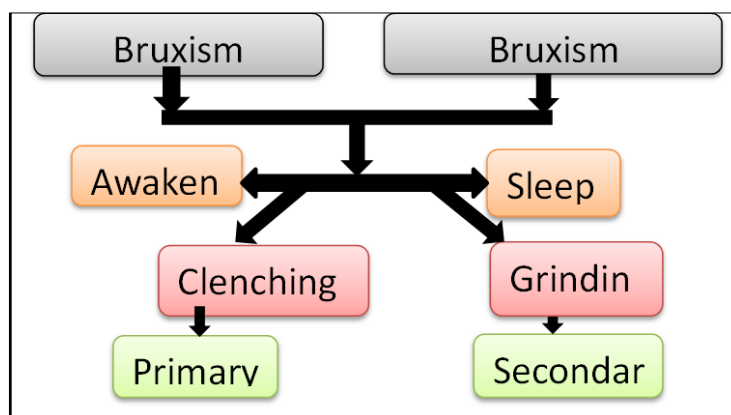 Bruxism
Bruxism
Awaken
Sleep
Clenching
Grindin
Primary
Secondar